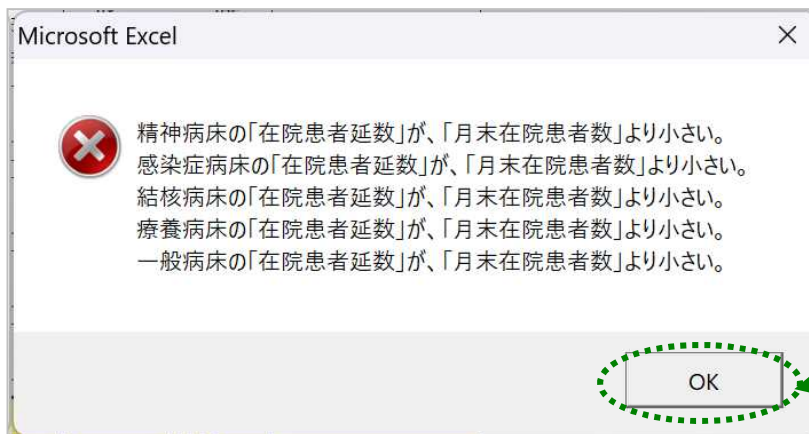 Microsoft Excel
精神病床の「在院患者延数」が、「月末在院患者数」より小さい。
感染症病床の「在院患者延数」が、「月末在院患者数」より小さい。
結核病床の「在院患者延数」が、「月末在院患者数」より小さい。
療養病床の「在院患者延数」が、「月末在院患者数」より小さい。
一般病床の「在院患者延数」が、「月末在院患者数」より小さい。
OK